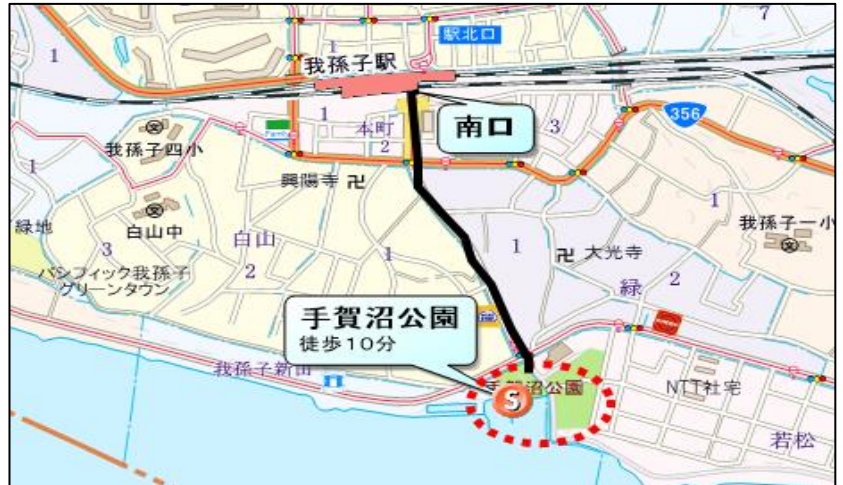 7
1
駅北口
我孫子駅
南口
356
1
本町
2
3
1
我孫子四小
興陽寺
1
我孫子一小
緑地
白山中
3
白山
2
1
1
大光寺
2
緑
パシフィック我孫子
グリーンタウン
手賀沼公園
徒歩10分
我孫子新田
手賀沼公園
S
NTT社宅
若松